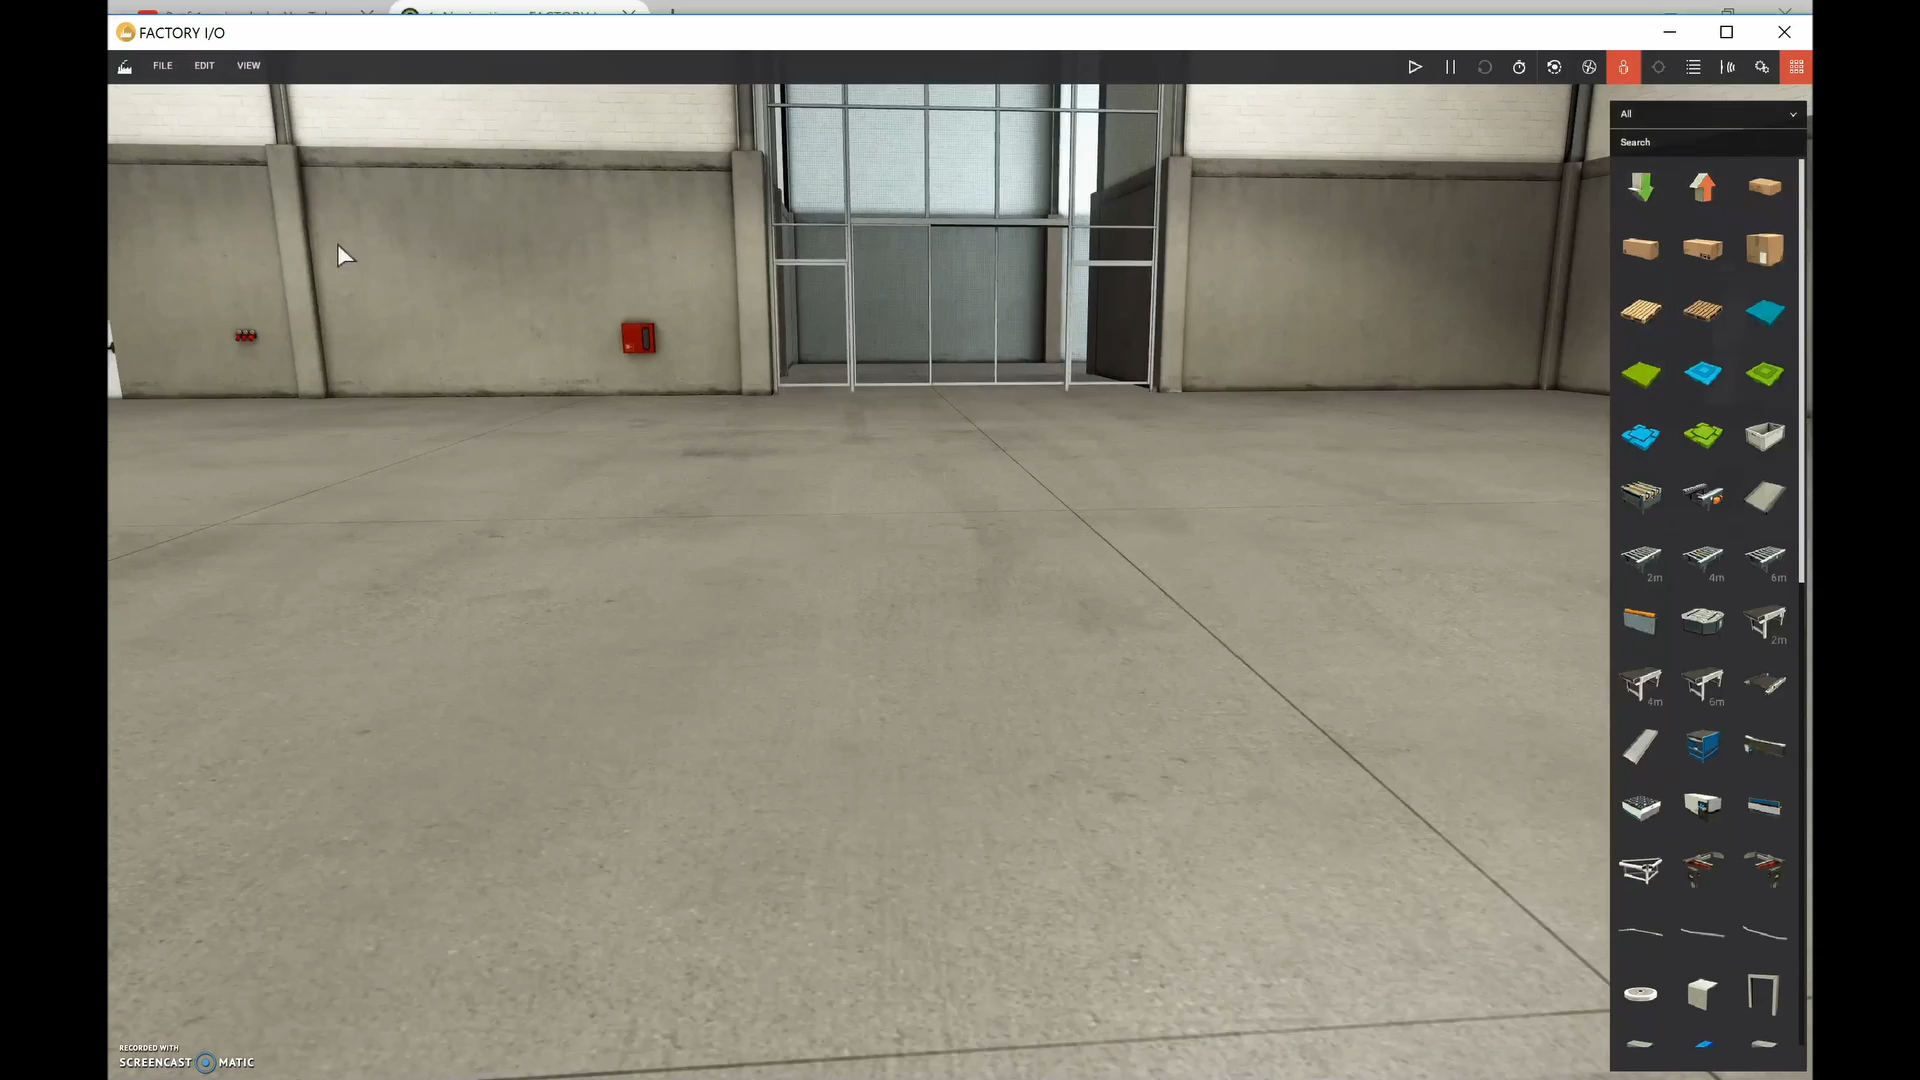 FACTORY I/O
FILE EDIT VIEW
All
Search
2m 4m 6m
2m
4m 6m
RECORDED WITH
SCREENCAST MATIC